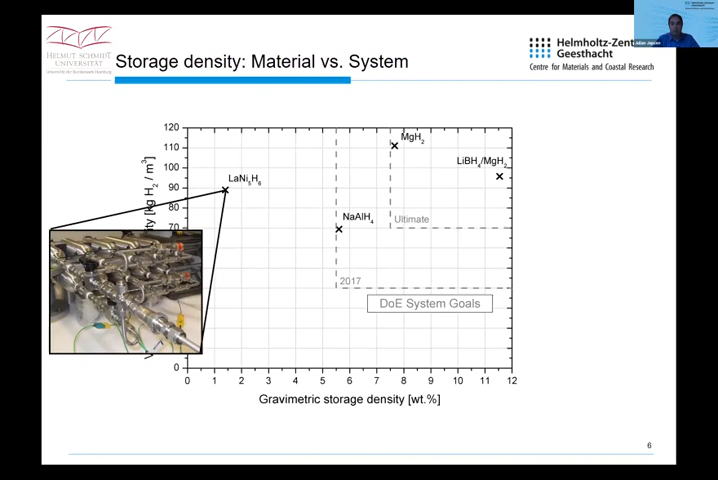 HELMUT SCHMIDT
UNIVERSITÄT
Universität der Bundeswehr Hamburg
Storage density: Material vs. System
Helmholtz-Zent
Geesthacht
Centre for Materials and Coastal Research
120
110
100
90
80
70
0
ity [kg H₂ / m³]
MgH₂
LiBH₄/MgH₂
LaNi₅H₆
NaAlH₄
Ultimate
2017
DoE System Goals
0 1 2 3 4 5 6 7 8 9 10 11 12
Gravimetric storage density [wt.%]
6